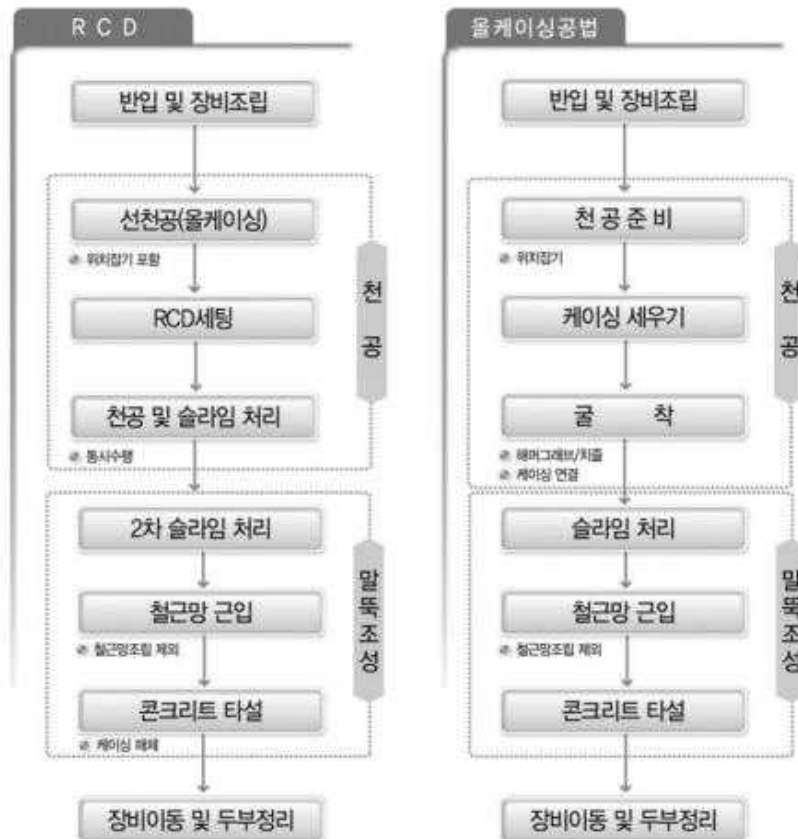 R C D
반입 및 장비조립
선천공(올케이싱)
위치잡기 포함
RCD세팅
천공 및 슬라임 처리
동시수행
천공
2차 슬라임 처리
철근망 근입
철근망조립 제외
콘크리트 타설
케이싱 해체
말뚝조성
장비이동 및 두부정리
올케이싱공법
반입 및 장비조립
천 공 준 비
위치잡기
케이싱 세우기
굴 착
해머그래브/치즐
케이싱 연결
천공
슬라임 처리
철근망 근입
철근망조립 제외
콘크리트 타설
말뚝조성
장비이동 및 두부정리